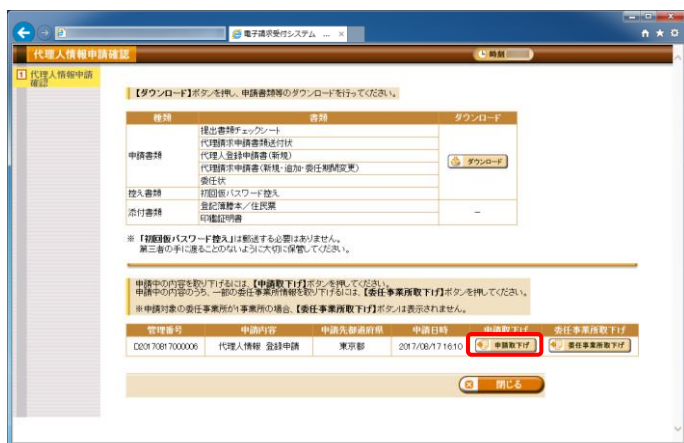 電子請求受付システム ... ×
代理人情報申請確認
時刻
1 代理人情報申請
確認
【ダウンロード】ボタンを押し、申請書類等のダウンロードを行ってください。
種類 書類 ダウンロード
提出書類チェックシート
代理請求申請書類送付状
申請書類 代理人登録申請書(新規) ダウンロード
代理請求申請書(新規・追加・委任期間変更)
委任状
控え書類 初回仮パスワード控え
添付書類 登記簿謄本/住民票 −
印鑑証明書
※「初回仮パスワード控え」は郵送する必要はありません。
第三者の手に渡ることのないように大切に保管してください。
申請中の内容を取り下げるには、【申請取下げ】ボタンを押してください。
申請中の内容のうち、一部の委任事業所情報を取り下げるには、【委任事業所取下げ】ボタンを押してください。
※申請対象の委任事業所が1事業所の場合、【委任事業所取下げ】ボタンは表示されません。
管理番号 申請内容 申請先都道府県 申請日時 申請取下げ 委任事業所取下げ
D20170817000006 代理人情報 登録申請 東京都 2017/08/17 16:10 申請取下げ 委任事業所取下げ
閉じる